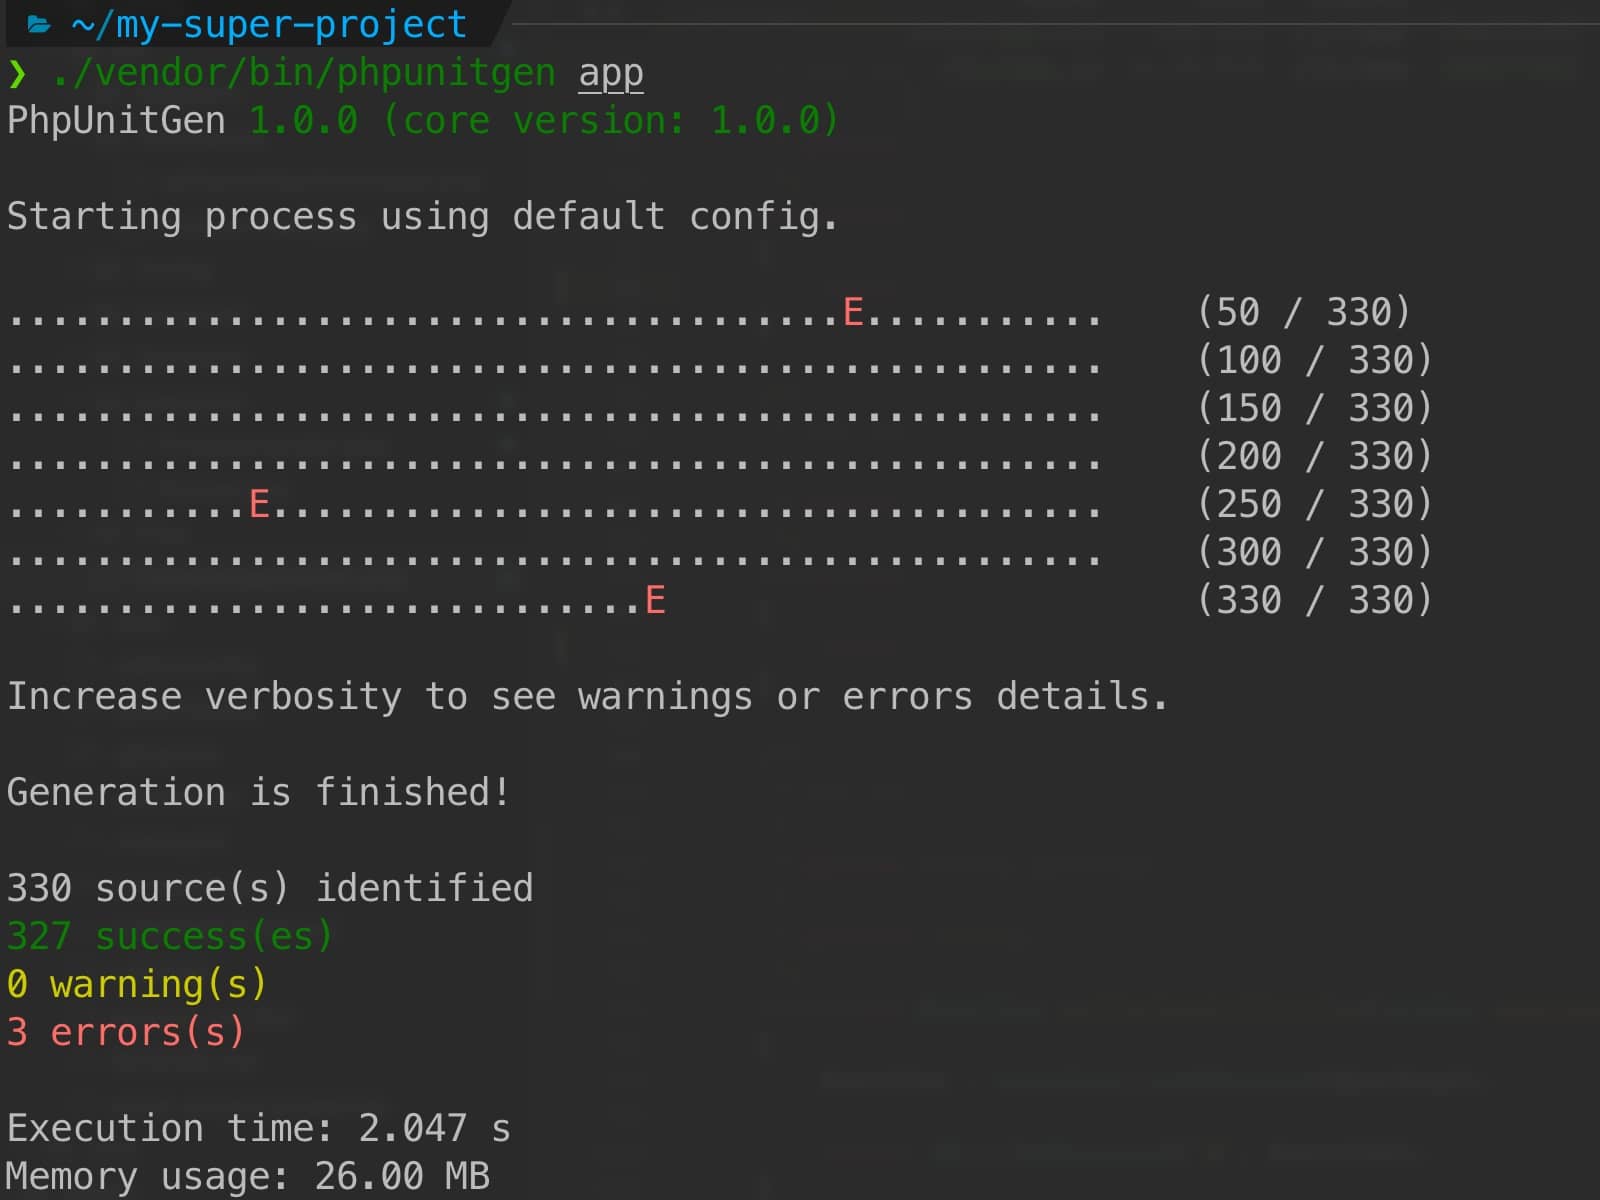 ~/my-super-project
❯ ./vendor/bin/phpunitgen app
PhpUnitGen 1.0.0 (core version: 1.0.0)
Starting process using default config.
......................................E........... (50 / 330)
.................................................. (100 / 330)
.................................................. (150 / 330)
.................................................. (200 / 330)
...........E...................................... (250 / 330)
.................................................. (300 / 330)
.............................E (330 / 330)
Increase verbosity to see warnings or errors details.
Generation is finished!
330 source(s) identified
327 success(es)
0 warning(s)
3 errors(s)
Execution time: 2.047 s
Memory usage: 26.00 MB